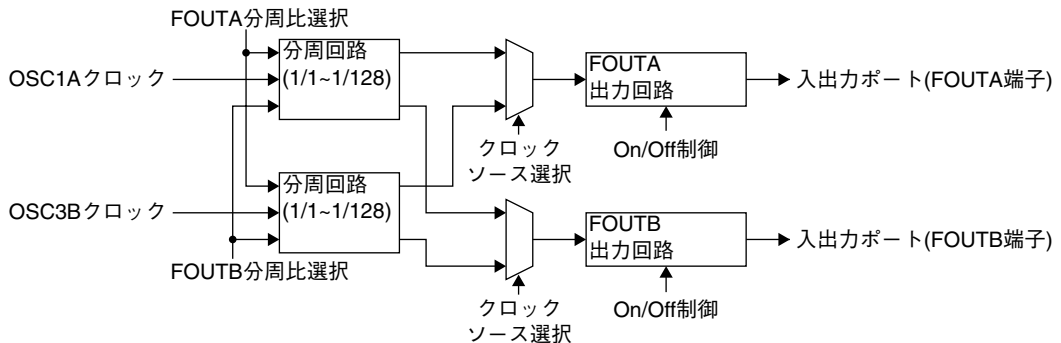 FOUTA分周比選択
OSC1Aクロック
分周回路
(1/1~1/128)
FOUTA
出力回路
入出力ポート(FOUTA端子)
クロック
ソース選択
On/Off制御
OSC3Bクロック
分周回路
(1/1~1/128)
FOUTB
出力回路
入出力ポート(FOUTB端子)
FOUTB分周比選択
クロック
ソース選択
On/Off制御